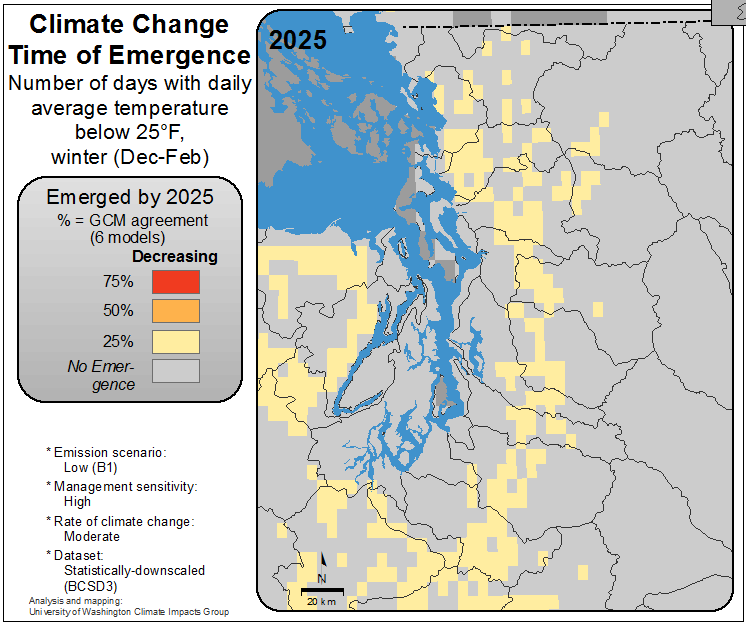 Climate Change
Time of Emergence
Number of days with daily
average temperature
below 25°F,
winter (Dec-Feb)
Emerged by 2025
% = GCM agreement
(6 models)
Decreasing
75%
50%
25%
No Emer-
gence
* Emission scenario:
Low (B1)
* Management sensitivity:
High
* Rate of climate change:
Moderate
* Dataset:
Statistically-downscaled
(BCSD3)
Analysis and mapping:
University of Washington Climate Impacts Group
2025
N
20 km